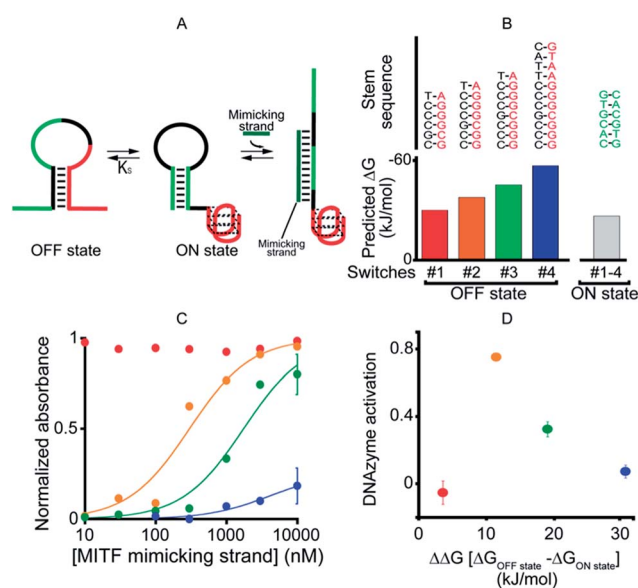 A
OFF state
Ks
ON state
Mimicking
strand
Mimicking
strand
B
Stem
sequence
C-G
A-T
T-A
T-A
T-A
T-A
T-A
G-C
T-A
G-C
C-G
A-T
C-G
Predicted ΔG
(kJ/mol)
-60
0
Switches #1 #2 #3 #4 #1-4
OFF state ON state
C
Normalized absorbance
1
0.5
0
10 100 1000 10000
[MITF mimicking strand] (nM)
D
DNAzyme activation
0.8
0.4
0
0 10 20 30
ΔΔG [ΔGOFF state -ΔGON state]
(kJ/mol)